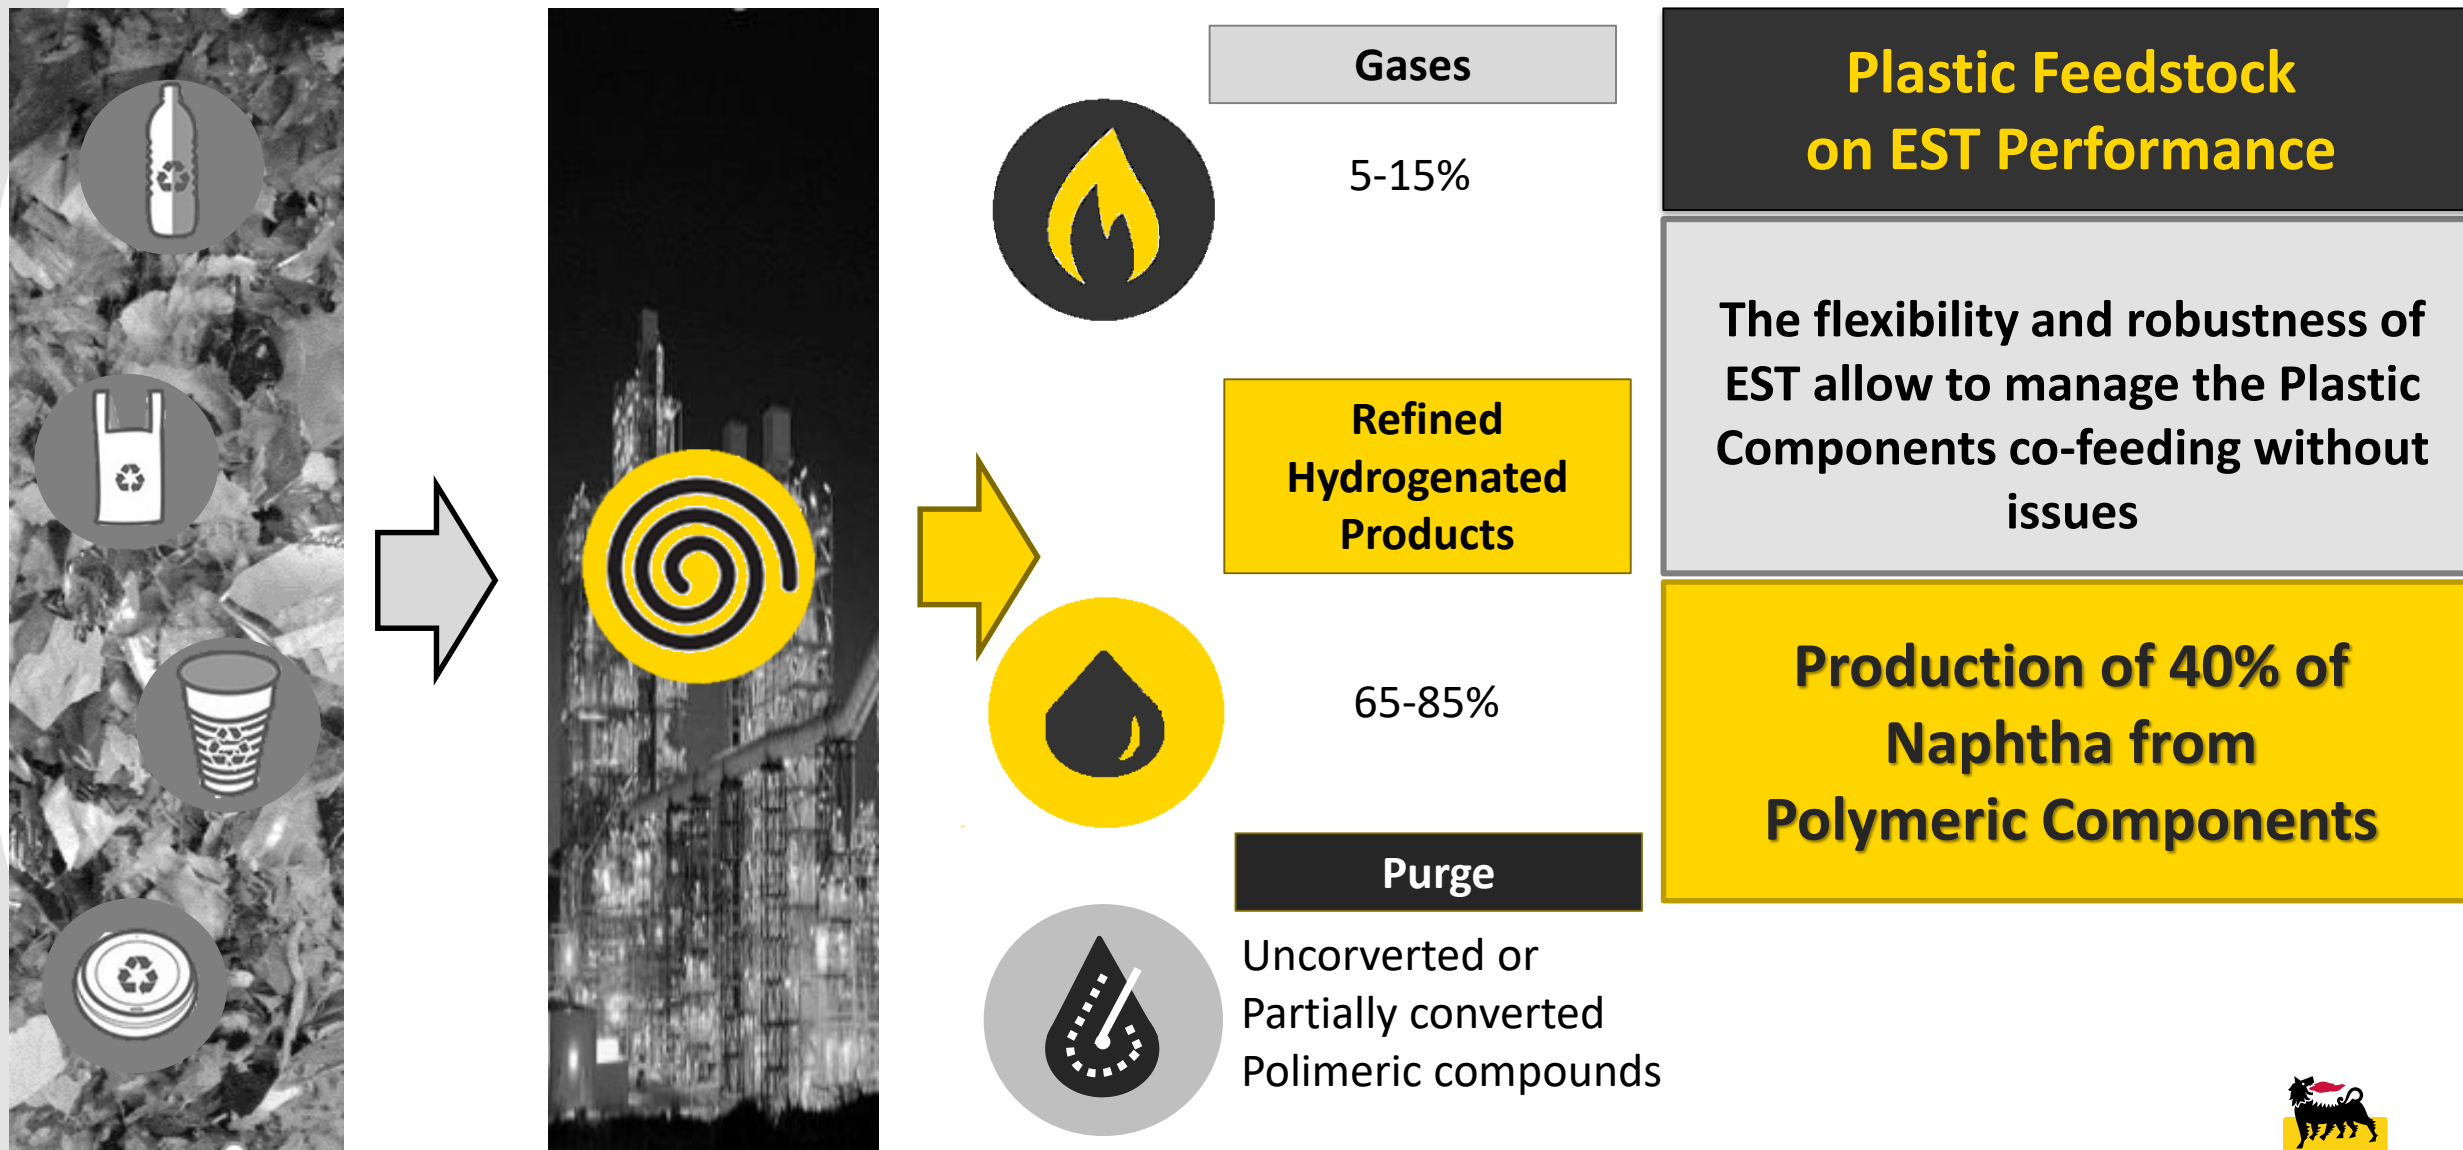 Gases
5-15%
Refined
Hydrogenated
Products
65-85%
Purge
Uncorverted or
Partially converted
Polimeric compounds
Plastic Feedstock
on EST Performance
The flexibility and robustness of
EST allow to manage the Plastic
Components co-feeding without
issues
Production of 40% of
Naphtha from
Polymeric Components